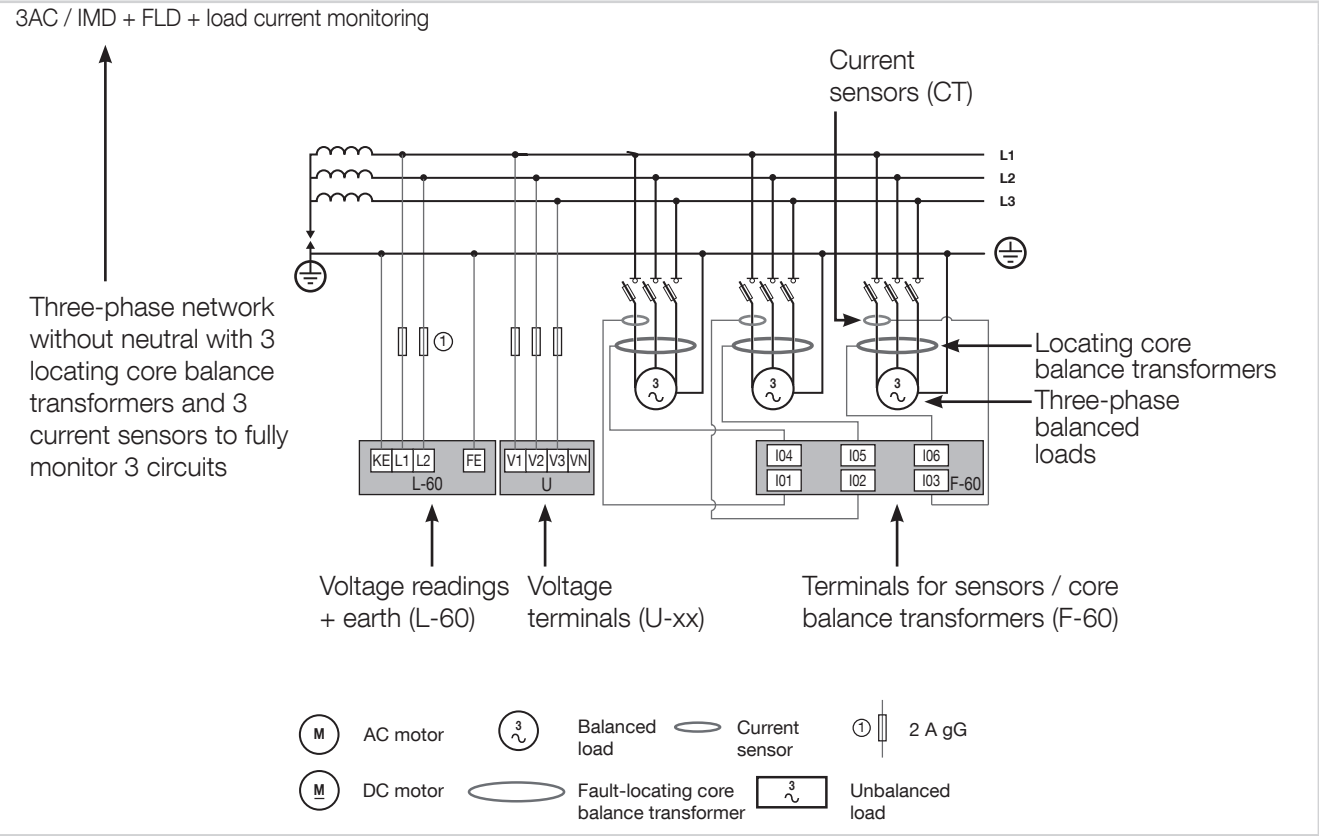 3AC / IMD + FLD + load current monitoring
Current
sensors (CT)
L1
L2
L3
Three-phase network
without neutral with 3
locating core balance
transformers and 3
current sensors to fully
monitor 3 circuits
1
Locating core
balance transformers
Three-phase
balanced
loads
3
3
3
KE L1 L2 FE
L-60
V1 V2 V3 VN
U
I04 I05 I06
I01 I02 I03 F-60
Voltage readings
+ earth (L-60)
Voltage
terminals (U-xx)
Terminals for sensors / core
balance transformers (F-60)
M AC motor
3 Balanced
load
Current
sensor
1 2 A gG
M DC motor
Fault-locating core
balance transformer
3 Unbalanced
load